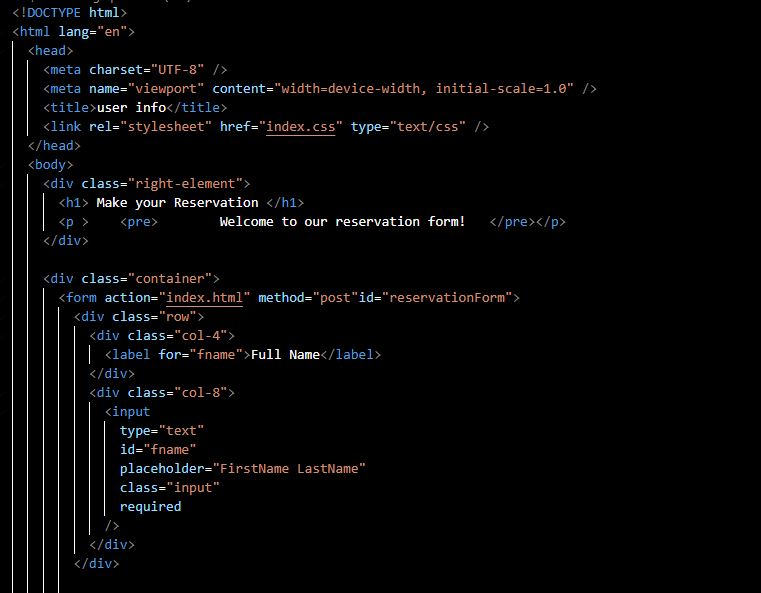 <!DOCTYPE html>
<html lang="en">
<head>
<meta charset="UTF-8" />
<meta name="viewport" content="width=device-width, initial-scale=1.0" />
<title>user info</title>
<link rel="stylesheet" href="index.css" type="text/css" />
</head>
<body>
<div class="right-element">
<h1> Make your Reservation </h1>
<p >    <pre>        Welcome to our reservation form!   </pre></p>
</div>
<div class="container">
<form action="index.html" method="post"id="reservationForm">
<div class="row">
<div class="col-4">
<label for="fname">Full Name</label>
</div>
<div class="col-8">
<input
type="text"
id="fname"
placeholder="FirstName LastName"
class="input"
required
/>
</div>
</div>